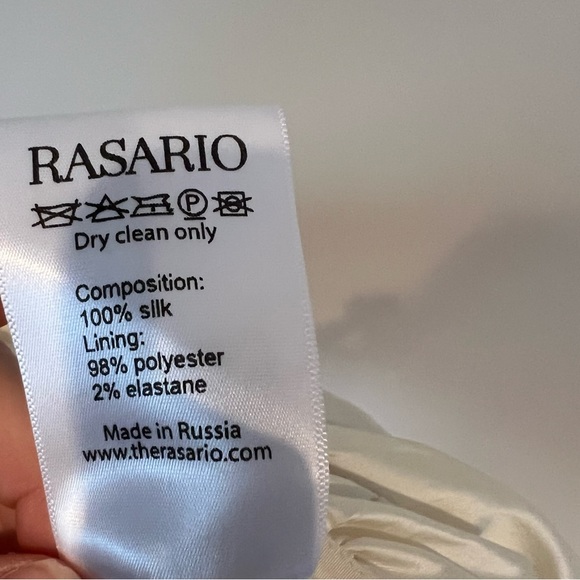 RASARIO
P
Dry clean only
Composition:
100% silk
Lining:
98% polyester
2% elastane
Made in Russia
www.therasario.com